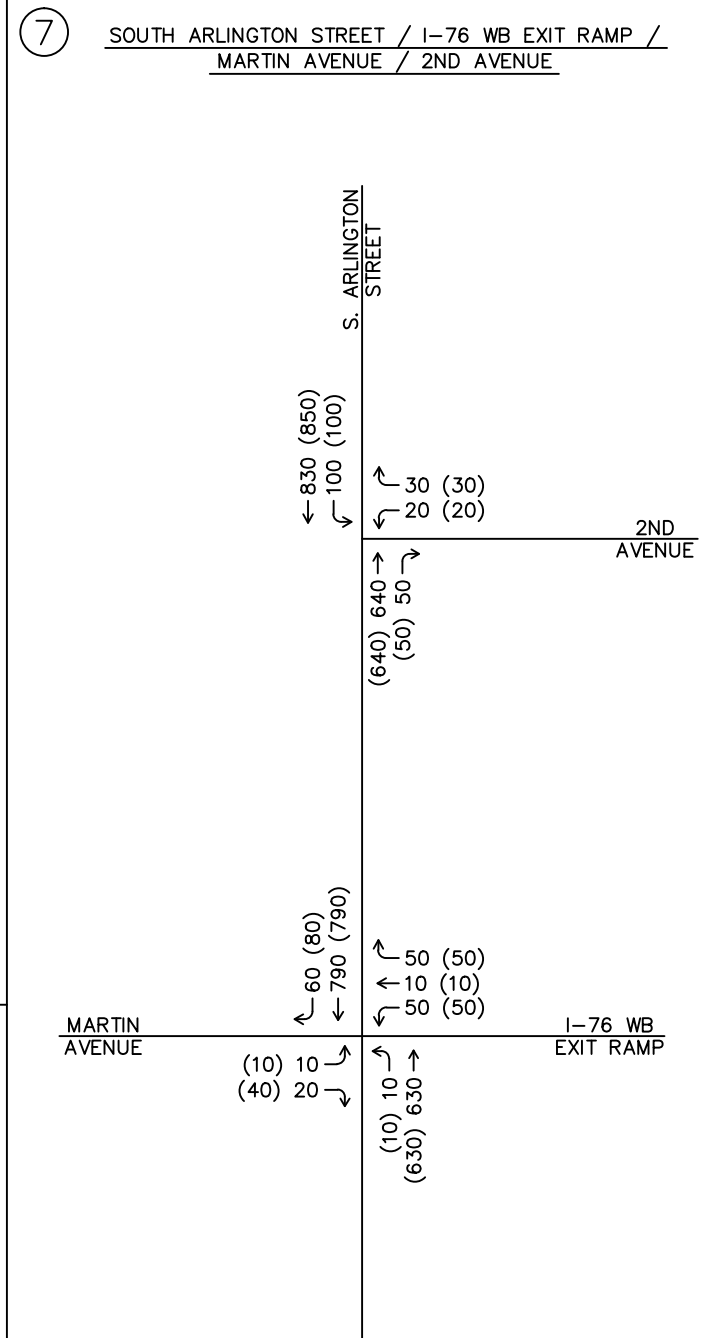 7
SOUTH ARLINGTON STREET / I-76 WB EXIT RAMP /
MARTIN AVENUE / 2ND AVENUE
S. ARLINGTON
STREET
830 (850)
100 (100)
30 (30)
20 (20)
2ND
AVENUE
(640) 640
(50) 50
60 (80)
790 (790)
50 (50)
10 (10)
50 (50)
MARTIN
AVENUE
I-76 WB
EXIT RAMP
(10) 10
(40) 20
(10) 10
(630) 630